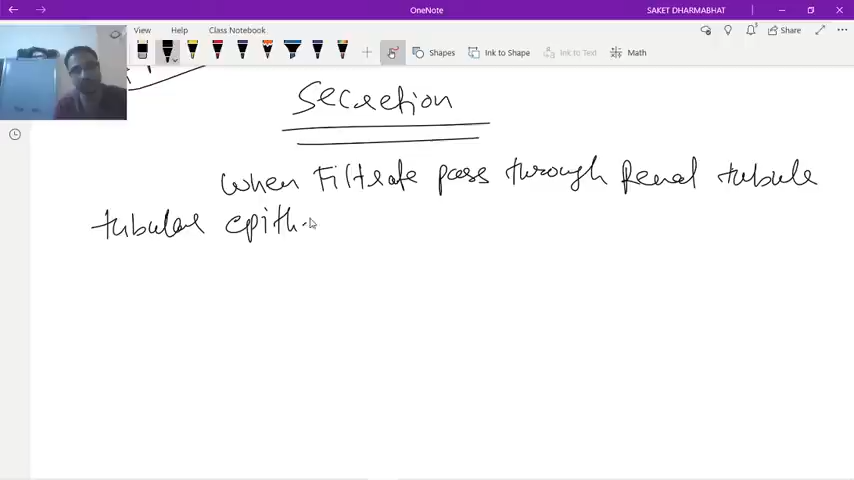 OneNote
SAKET DHARMABHAT
View Help Class Notebook
Share
Shapes
Ink to Shape
Ink to Text
Math
Secretion
When Filtrate pass through Renal tubule
tubular epith.